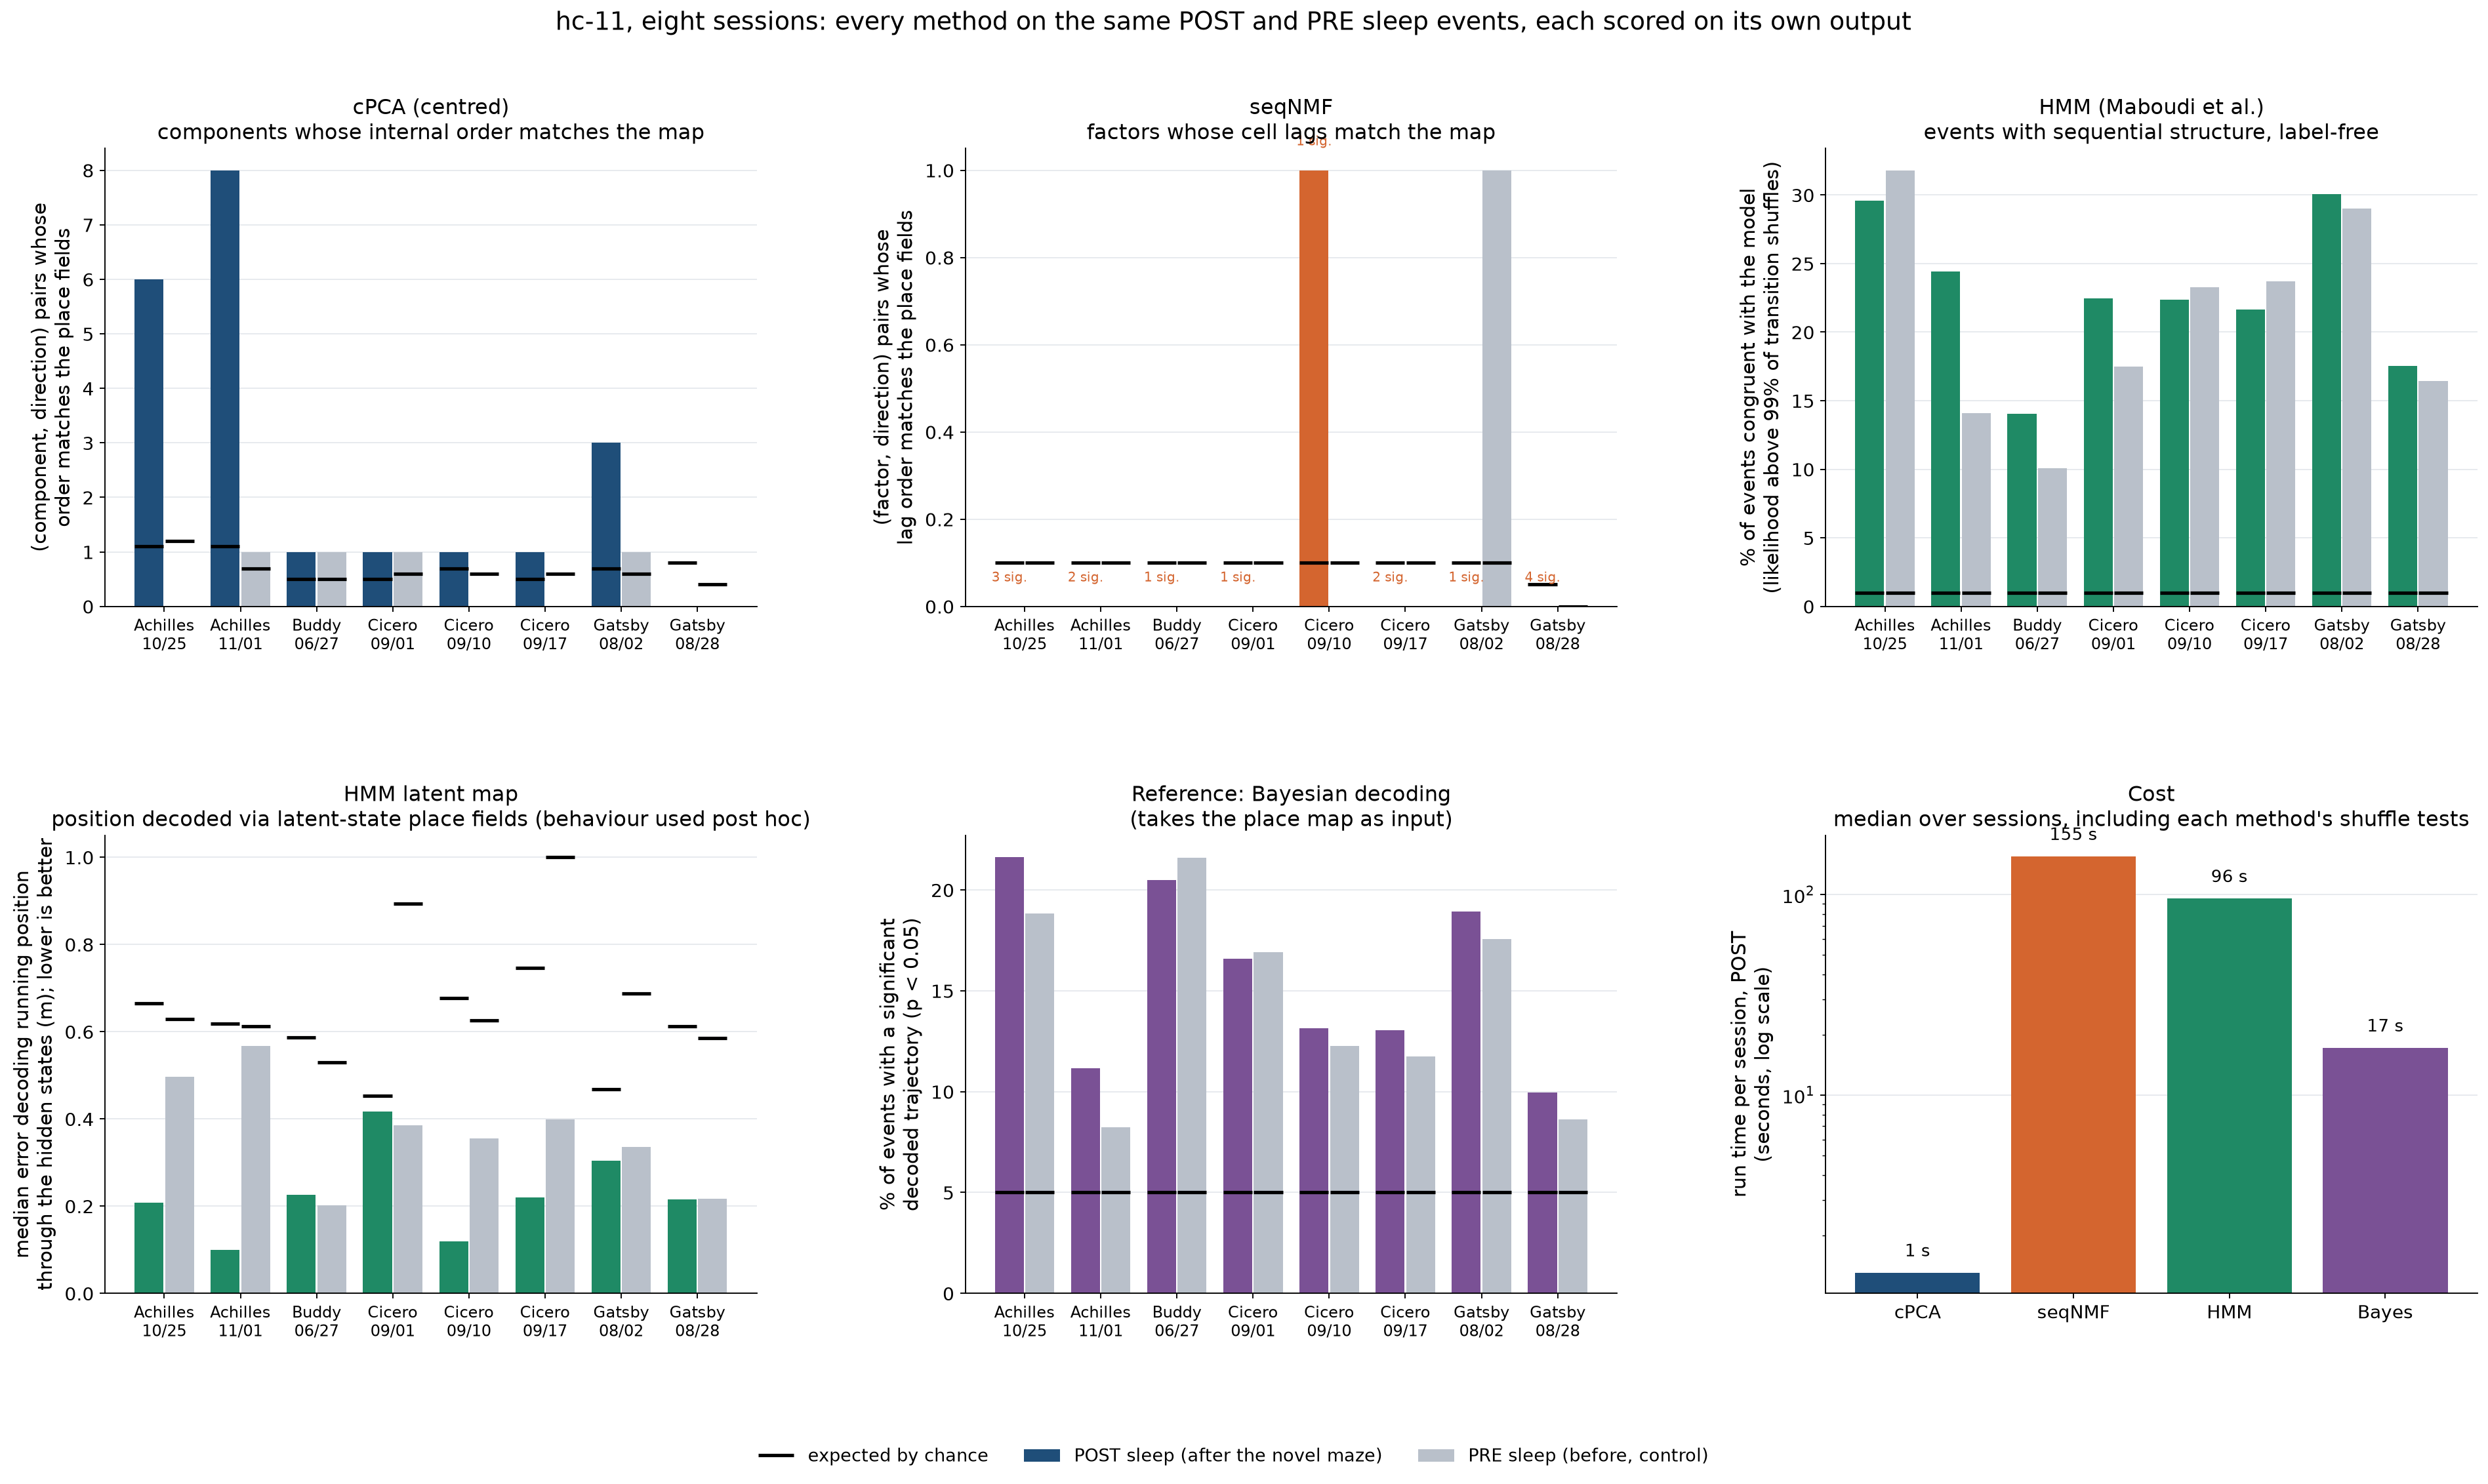 hc-11, eight sessions: every method on the same POST and PRE sleep events, each scored on its own output
cPCA (centred)
components whose internal order matches the map
(component, direction) pairs whose
order matches the place fields
8
7
6
5
4
3
2
1
0
Achilles
10/25
Achilles
11/01
Buddy
06/27
Cicero
09/01
Cicero
09/10
Cicero
09/17
Gatsby
08/02
Gatsby
08/28
seqNMF
factors whose cell lags match the map
(factor, direction) pairs whose
lag order matches the place fields
1.0
0.8
0.6
0.4
0.2
0.0
3 sig.
2 sig.
1 sig.
1 sig.
1 sig.
2 sig.
1 sig.
4 sig.
Achilles
10/25
Achilles
11/01
Buddy
06/27
Cicero
09/01
Cicero
09/10
Cicero
09/17
Gatsby
08/02
Gatsby
08/28
HMM (Maboudi et al.)
events with sequential structure, label-free
% of events congruent with the model
(likelihood above 99% of transition shuffles)
30
25
20
15
10
5
0
Achilles
10/25
Achilles
11/01
Buddy
06/27
Cicero
09/01
Cicero
09/10
Cicero
09/17
Gatsby
08/02
Gatsby
08/28
HMM latent map
position decoded via latent-state place fields (behaviour used post hoc)
median error decoding running position
through the hidden states (m); lower is better
1.0
0.8
0.6
0.4
0.2
0.0
Achilles
10/25
Achilles
11/01
Buddy
06/27
Cicero
09/01
Cicero
09/10
Cicero
09/17
Gatsby
08/02
Gatsby
08/28
Reference: Bayesian decoding
(takes the place map as input)
% of events with a significant
decoded trajectory (p < 0.05)
20
15
10
5
0
Achilles
10/25
Achilles
11/01
Buddy
06/27
Cicero
09/01
Cicero
09/10
Cicero
09/17
Gatsby
08/02
Gatsby
08/28
Cost
median over sessions, including each method's shuffle tests
run time per session, POST
(seconds, log scale)
10²
10¹
1 s
155 s
96 s
17 s
cPCA
seqNMF
HMM
Bayes
expected by chance
POST sleep (after the novel maze)
PRE sleep (before, control)